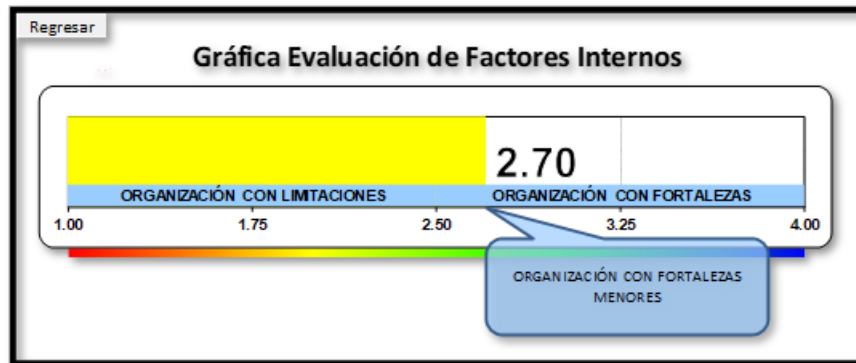 Regresar
Gráfica Evaluación de Factores Internos
2.70
ORGANIZACIÓN CON LIMITACIONES
ORGANIZACIÓN CON FORTALEZAS
1.00
1.75
2.50
3.25
4.00
ORGANIZACIÓN CON FORTALEZAS
MENORES